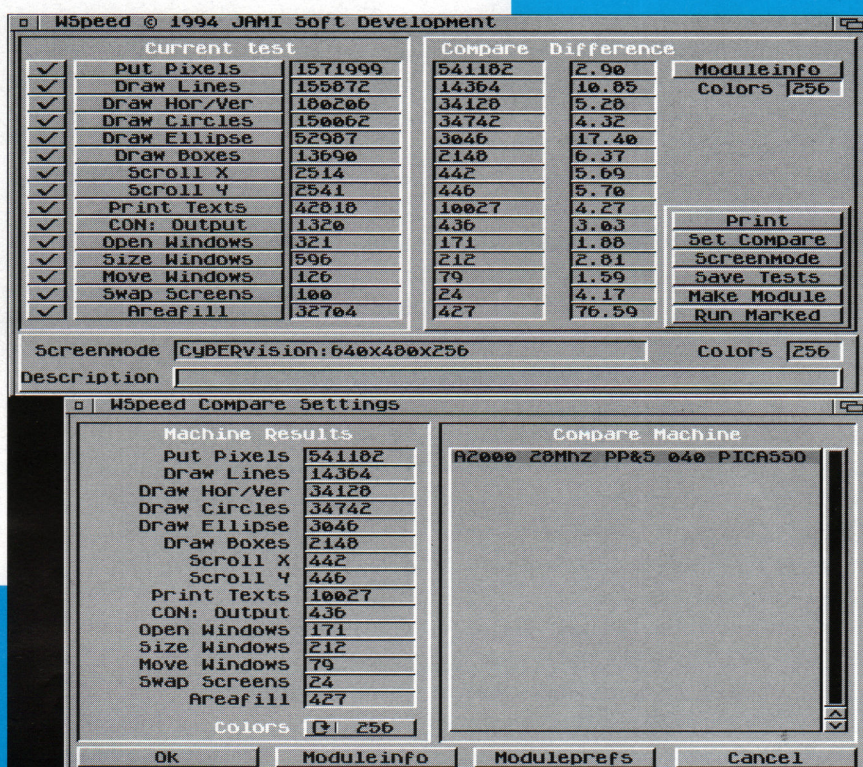 WSpeed © 1994 JAMI Soft Development
Current test Compare Difference
Put Pixels 1571999 541182 2.90 Moduleinfo
Draw Lines 155872 14364 10.85 Colors 256
Draw Hor/Ver 180206 34128 5.28
Draw Circles 150062 34742 4.32
Draw Ellipse 52987 3046 17.40
Draw Boxes 13690 2148 6.37
Scroll X 2514 442 5.69
Scroll Y 2541 446 5.70
Print Texts 42818 10027 4.27
CON: Output 1320 436 3.03 Print
Open Windows 321 171 1.88 Set Compare
Size Windows 596 212 2.81 Screenmode
Move Windows 126 79 1.59 Save Tests
Swap Screens 100 24 4.17 Make Module
Areafill 32704 427 76.59 Run Marked
Screenmode CyBERvision:640x480x256 Colors 256
Description
WSpeed Compare Settings
Machine Results Compare Machine
Put Pixels 541182 A2000 28Mhz PP&S 040 PICASSO
Draw Lines 14364
Draw Hor/Ver 34128
Draw Circles 34742
Draw Ellipse 3046
Draw Boxes 2148
Scroll X 442
Scroll Y 446
Print Texts 10027
CON: Output 436
Open Windows 171
Size Windows 212
Move Windows 79
Swap Screens 24
Areafill 427
Colors 256
Ok Moduleinfo Moduleprefs Cancel